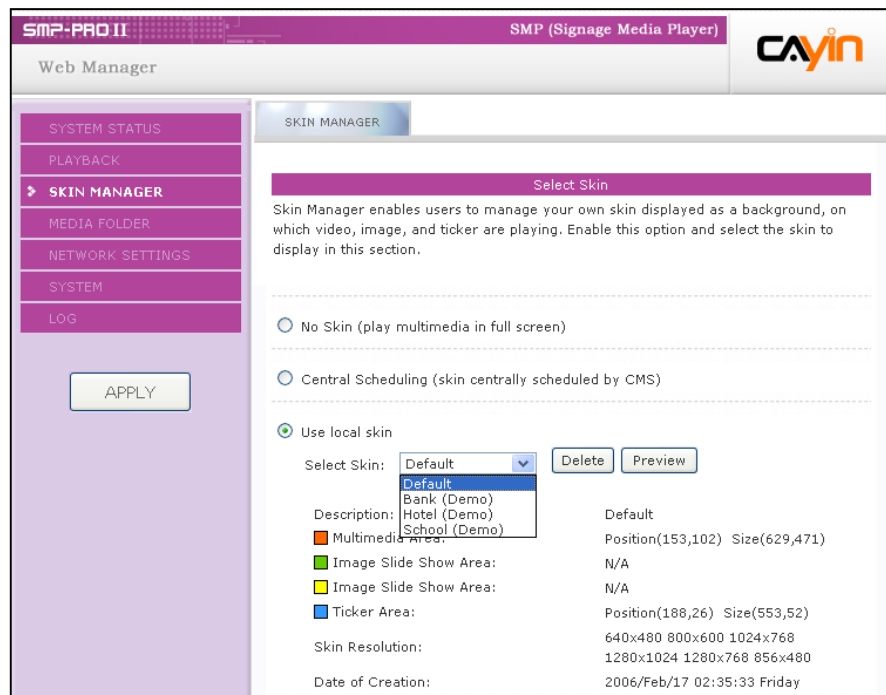 SMP-PRO II
SMP (Signage Media Player)
CAYIN
Web Manager
SYSTEM STATUS
PLAYBACK
SKIN MANAGER
MEDIA FOLDER
NETWORK SETTINGS
SYSTEM
LOG
APPLY
SKIN MANAGER
Select Skin
Skin Manager enables users to manage your own skin displayed as a background, on
which video, image, and ticker are playing. Enable this option and select the skin to
display in this section.
No Skin (play multimedia in full screen)
Central Scheduling (skin centrally scheduled by CMS)
Use local skin
Select Skin: Default Delete Preview
Default
Bank (Demo)
Hotel (Demo)
School (Demo)
Description: Default
Multimedia Area: Position(153,102) Size(629,471)
Image Slide Show Area: N/A
Image Slide Show Area: N/A
Ticker Area: Position(188,26) Size(553,52)
Skin Resolution: 640x480 800x600 1024x768
1280x1024 1280x768 856x480
Date of Creation: 2006/Feb/17 02:35:33 Friday